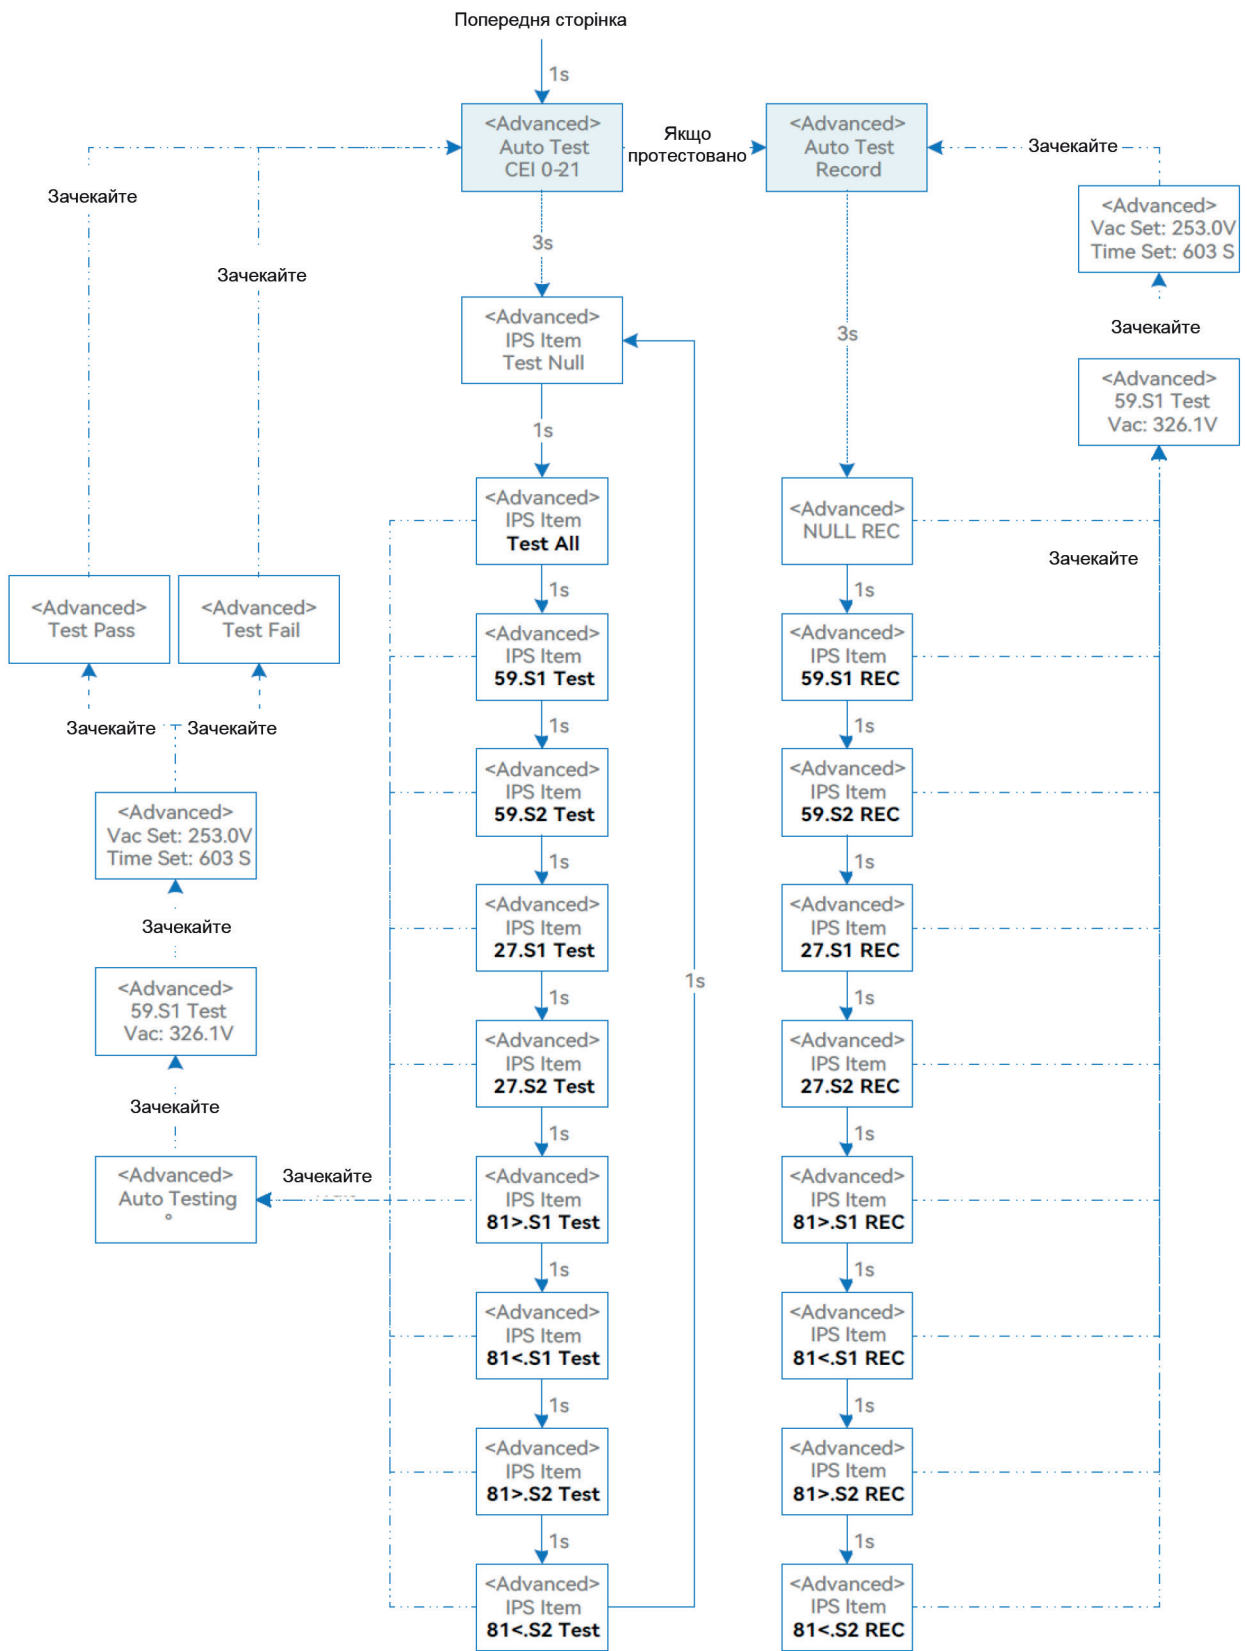 Попередня сторінка
1s
<Advanced>
Auto Test
CEI 0-21
Якщо
протестовано
<Advanced>
Auto Test
Record
Зачекайте
<Advanced>
Vac Set: 253.0V
Time Set: 603 S
Зачекайте
<Advanced>
59.S1 Test
Vac: 326.1V
Зачекайте
Зачекайте
Зачекайте
3s
<Advanced>
IPS Item
Test Null
1s
<Advanced>
IPS Item
Test All
1s
<Advanced>
IPS Item
59.S1 Test
1s
<Advanced>
IPS Item
59.S2 Test
1s
<Advanced>
IPS Item
27.S1 Test
1s
<Advanced>
IPS Item
27.S2 Test
1s
<Advanced>
IPS Item
81>.S1 Test
1s
<Advanced>
IPS Item
81<.S1 Test
1s
<Advanced>
IPS Item
81>.S2 Test
1s
<Advanced>
IPS Item
81<.S2 Test
1s
3s
<Advanced>
NULL REC
1s
<Advanced>
IPS Item
59.S1 REC
1s
<Advanced>
IPS Item
59.S2 REC
1s
<Advanced>
IPS Item
27.S1 REC
1s
<Advanced>
IPS Item
27.S2 REC
1s
<Advanced>
IPS Item
81>.S1 REC
1s
<Advanced>
IPS Item
81<.S1 REC
1s
<Advanced>
IPS Item
81>.S2 REC
1s
<Advanced>
IPS Item
81<.S2 REC
<Advanced>
Test Pass
<Advanced>
Test Fail
Зачекайте
Зачекайте
<Advanced>
Vac Set: 253.0V
Time Set: 603 S
Зачекайте
<Advanced>
59.S1 Test
Vac: 326.1V
Зачекайте
<Advanced>
Auto Testing
°
Зачекайте